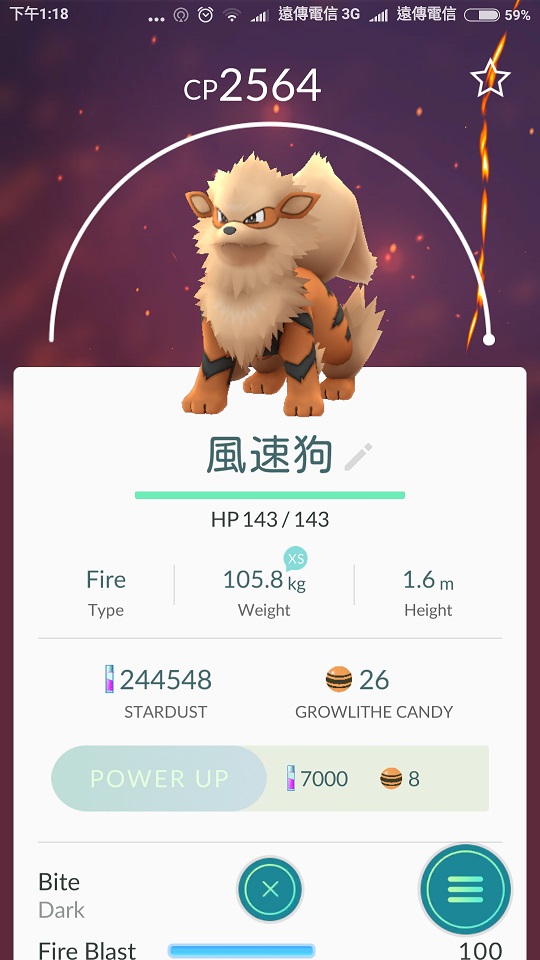 下午1:18 ... 遠傳電信 3G 遠傳電信 59%
CP2564
風速狗
HP 143 / 143
XS
Fire 105.8 kg 1.6 m
Type Weight Height
244548 26
STARDUST GROWLITHE CANDY
POWER UP 7000 8
Bite
Dark
Fire Blast 100